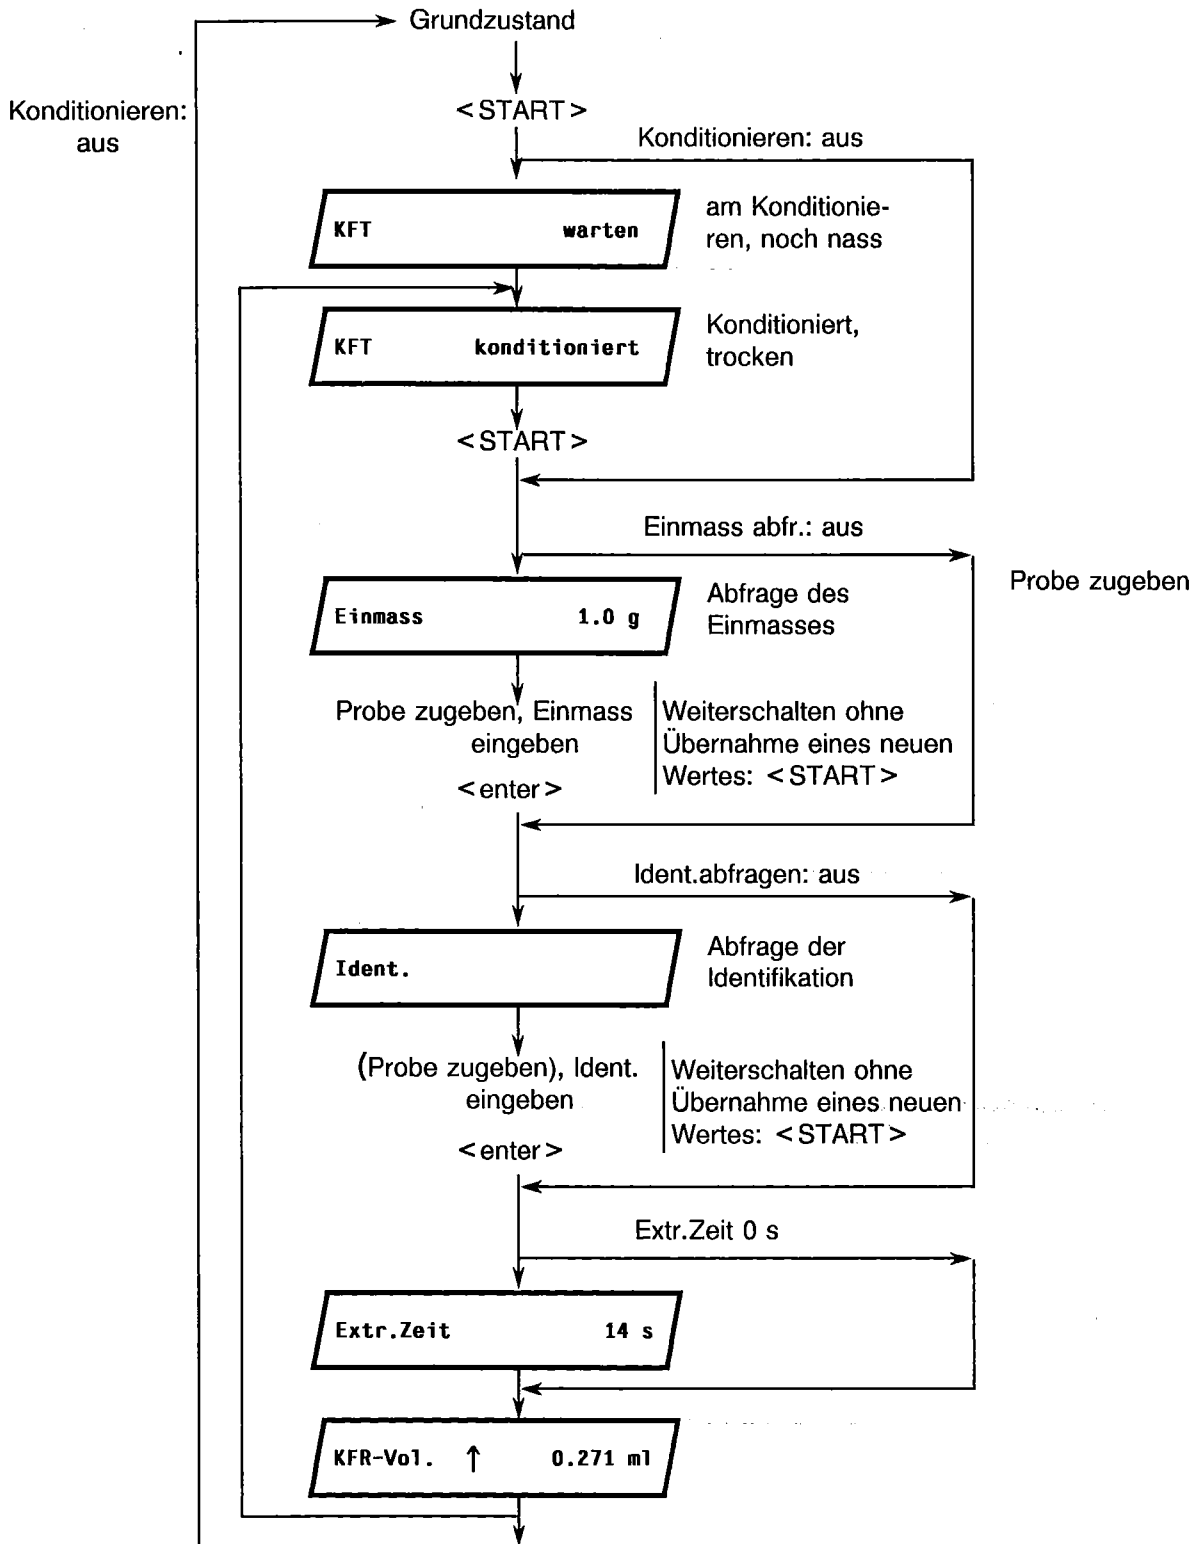 Grundzustand
Konditionieren:
aus
<START>
Konditionieren: aus
KFT warten
am Konditionie-
ren, noch nass
KFT konditioniert
Konditioniert,
trocken
<START>
Einmass abfr.: aus
Probe zugeben
Einmass 1.0 g
Abfrage des
Einmasses
Probe zugeben, Einmass
eingeben
<enter>
Weiterschalten ohne
Übernahme eines neuen
Wertes: <START>
Ident.abfragen: aus
Ident.
Abfrage der
Identifikation
(Probe zugeben), Ident.
eingeben
<enter>
Weiterschalten ohne
Übernahme eines neuen
Wertes: <START>
Extr.Zeit 0 s
Extr.Zeit 14 s
KFR-Vol. ↑ 0.271 ml